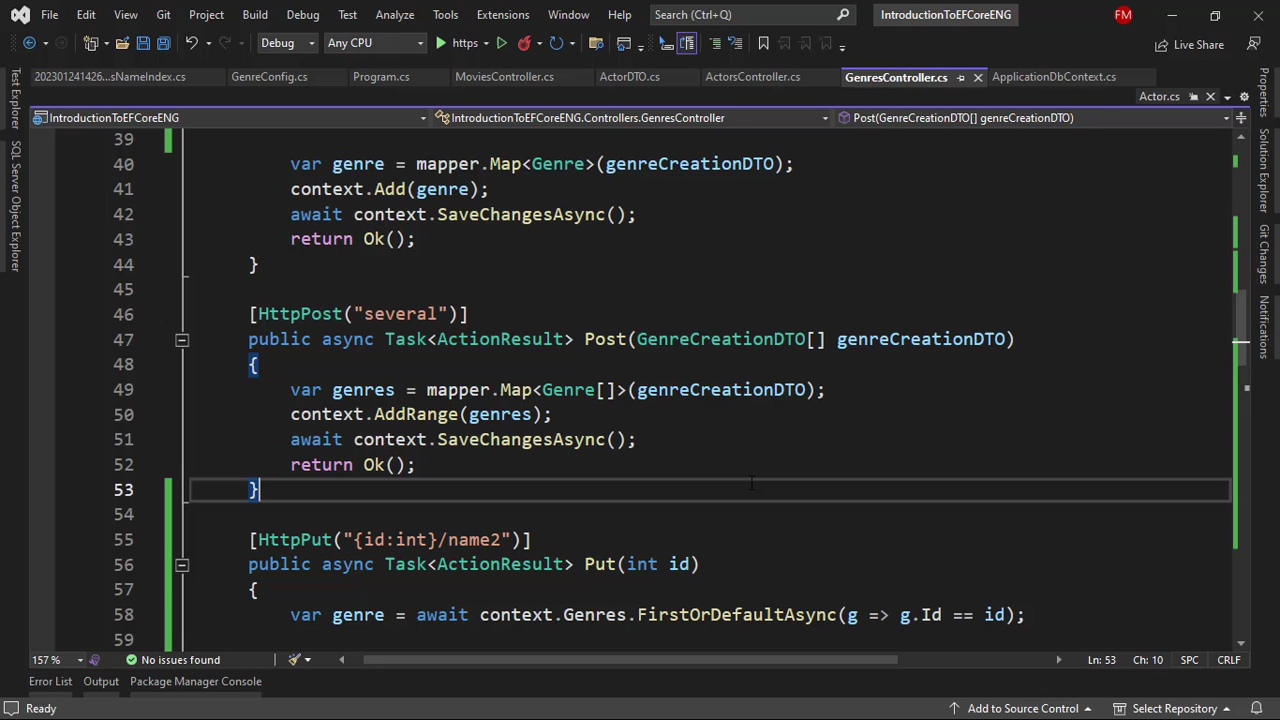 File Edit View Git Project Build Debug Test Analyze Tools Extensions Window Help Search (Ctrl+Q) IntroductionToEFCoreENG FM
Debug Any CPU https Live Share
202301241426...sNameIndex.cs GenreConfig.cs Program.cs MoviesController.cs ActorDTO.cs ActorsController.cs GenresController.cs ApplicationDbContext.cs
Actor.cs
IntroductionToEFCoreENG IntroductionToEFCoreENG.Controllers.GenresController Post(GenreCreationDTO[] genreCreationDTO)
39
40 var genre = mapper.Map<Genre>(genreCreationDTO);
41 context.Add(genre);
42 await context.SaveChangesAsync();
43 return Ok();
44 }
45
46 [HttpPost("several")]
47 public async Task<ActionResult> Post(GenreCreationDTO[] genreCreationDTO)
48 {
49 var genres = mapper.Map<Genre[]>(genreCreationDTO);
50 context.AddRange(genres);
51 await context.SaveChangesAsync();
52 return Ok();
53 }
54
55 [HttpPut("{id:int}/name2")]
56 public async Task<ActionResult> Put(int id)
57 {
58 var genre = await context.Genres.FirstOrDefaultAsync(g => g.Id == id);
59
157 % No issues found Ln: 53 Ch: 10 SPC CRLF
Error List Output Package Manager Console
Ready Add to Source Control Select Repository
Test Explorer
SQL Server Object Explorer
Properties
Solution Explorer
Git Changes
Notifications